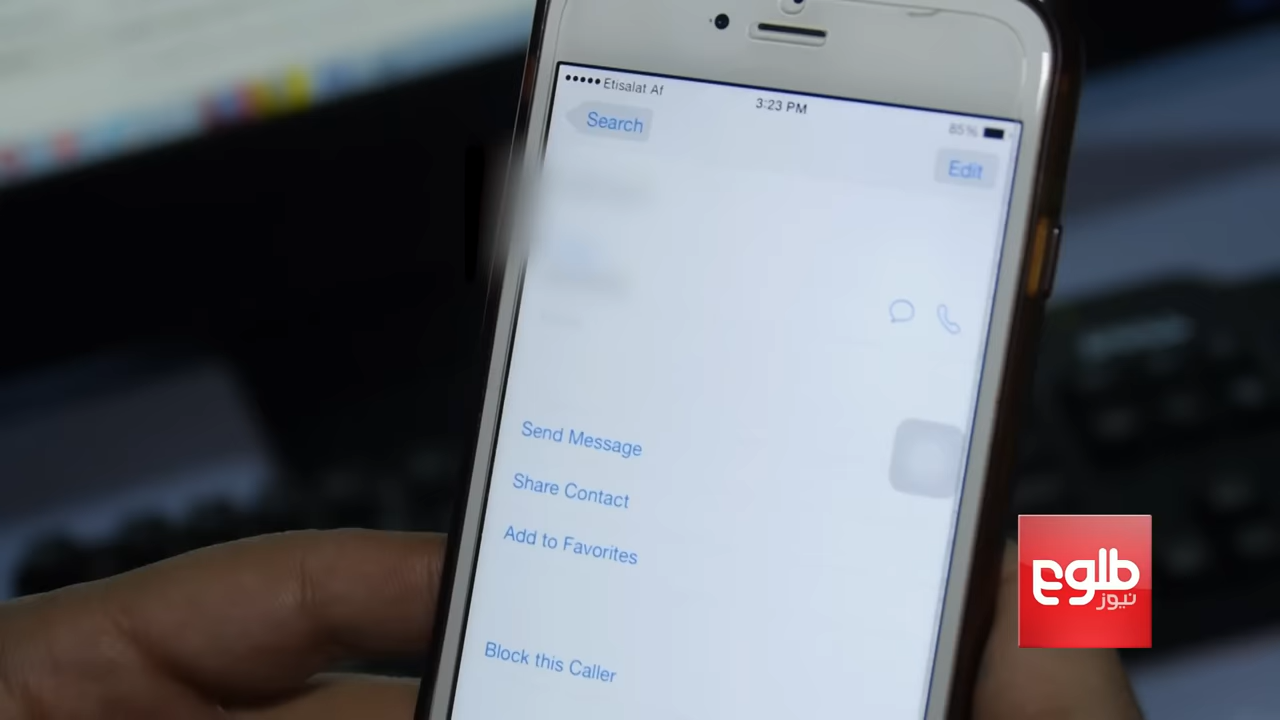 ●●●●● Etisalat Af
3:23 PM
85%
Search
Edit
Send Message
Share Contact
Add to Favorites
Block this Caller
طلوع
نیوز